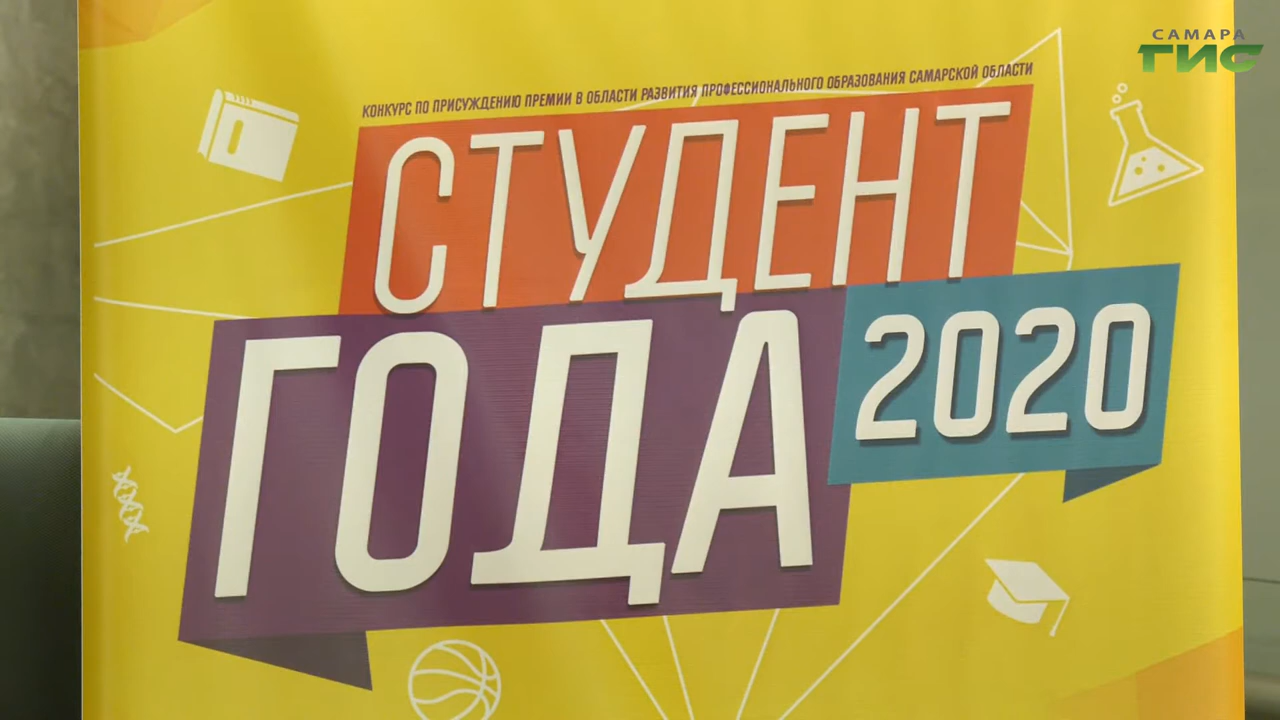 САМАРА
ГИС
КОНКУРС ПО ПРИСУЖДЕНИЮ ПРЕМИИ В ОБЛАСТИ РАЗВИТИЯ ПРОФЕССИОНАЛЬНОГО ОБРАЗОВАНИЯ САМАРСКОЙ ОБЛАСТИ
СТУДЕНТ
ГОДА 2020